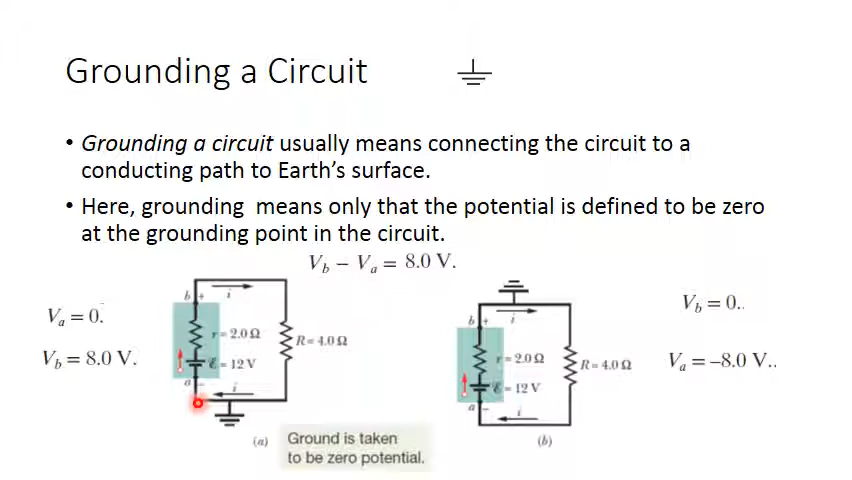 Grounding a Circuit
• Grounding a circuit usually means connecting the circuit to a
conducting path to Earth's surface.
• Here, grounding means only that the potential is defined to be zero
at the grounding point in the circuit.
V_b − V_a = 8.0 V.
V_a = 0.
V_b = 8.0 V.
b +
i
r = 2.0 Ω
R = 4.0 Ω
ℰ = 12 V
a −
i
(a)
Ground is taken
to be zero potential.
b +
i
r = 2.0 Ω
R = 4.0 Ω
ℰ = 12 V
a −
i
(b)
V_b = 0..
V_a = −8.0 V..